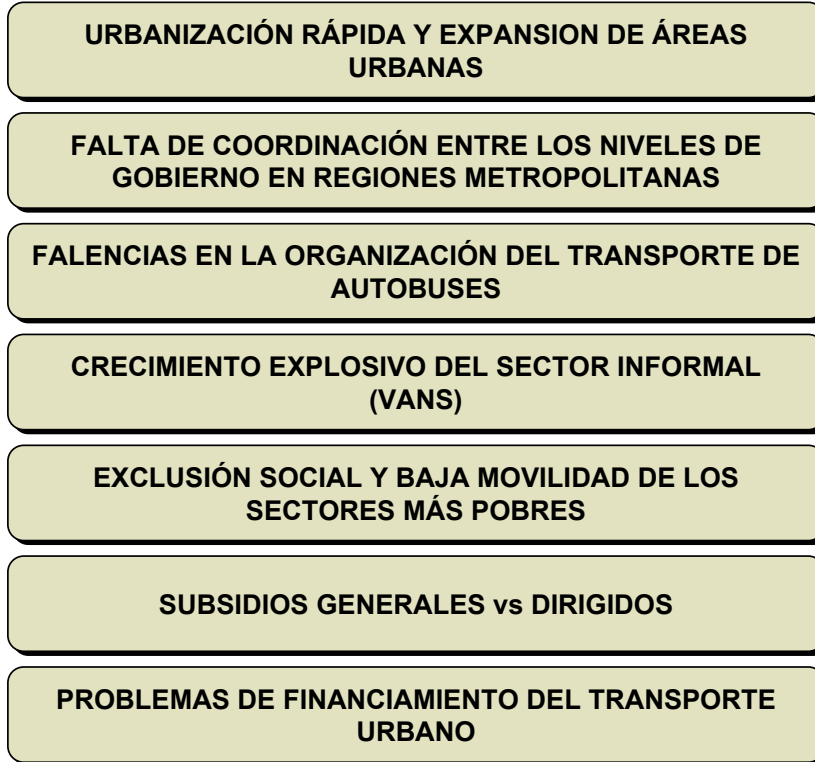 URBANIZACIÓN RÁPIDA Y EXPANSION DE ÁREAS
URBANAS
FALTA DE COORDINACIÓN ENTRE LOS NIVELES DE
GOBIERNO EN REGIONES METROPOLITANAS
FALENCIAS EN LA ORGANIZACIÓN DEL TRANSPORTE DE
AUTOBUSES
CRECIMIENTO EXPLOSIVO DEL SECTOR INFORMAL
(VANS)
EXCLUSIÓN SOCIAL Y BAJA MOVILIDAD DE LOS
SECTORES MÁS POBRES
SUBSIDIOS GENERALES vs DIRIGIDOS
PROBLEMAS DE FINANCIAMIENTO DEL TRANSPORTE
URBANO